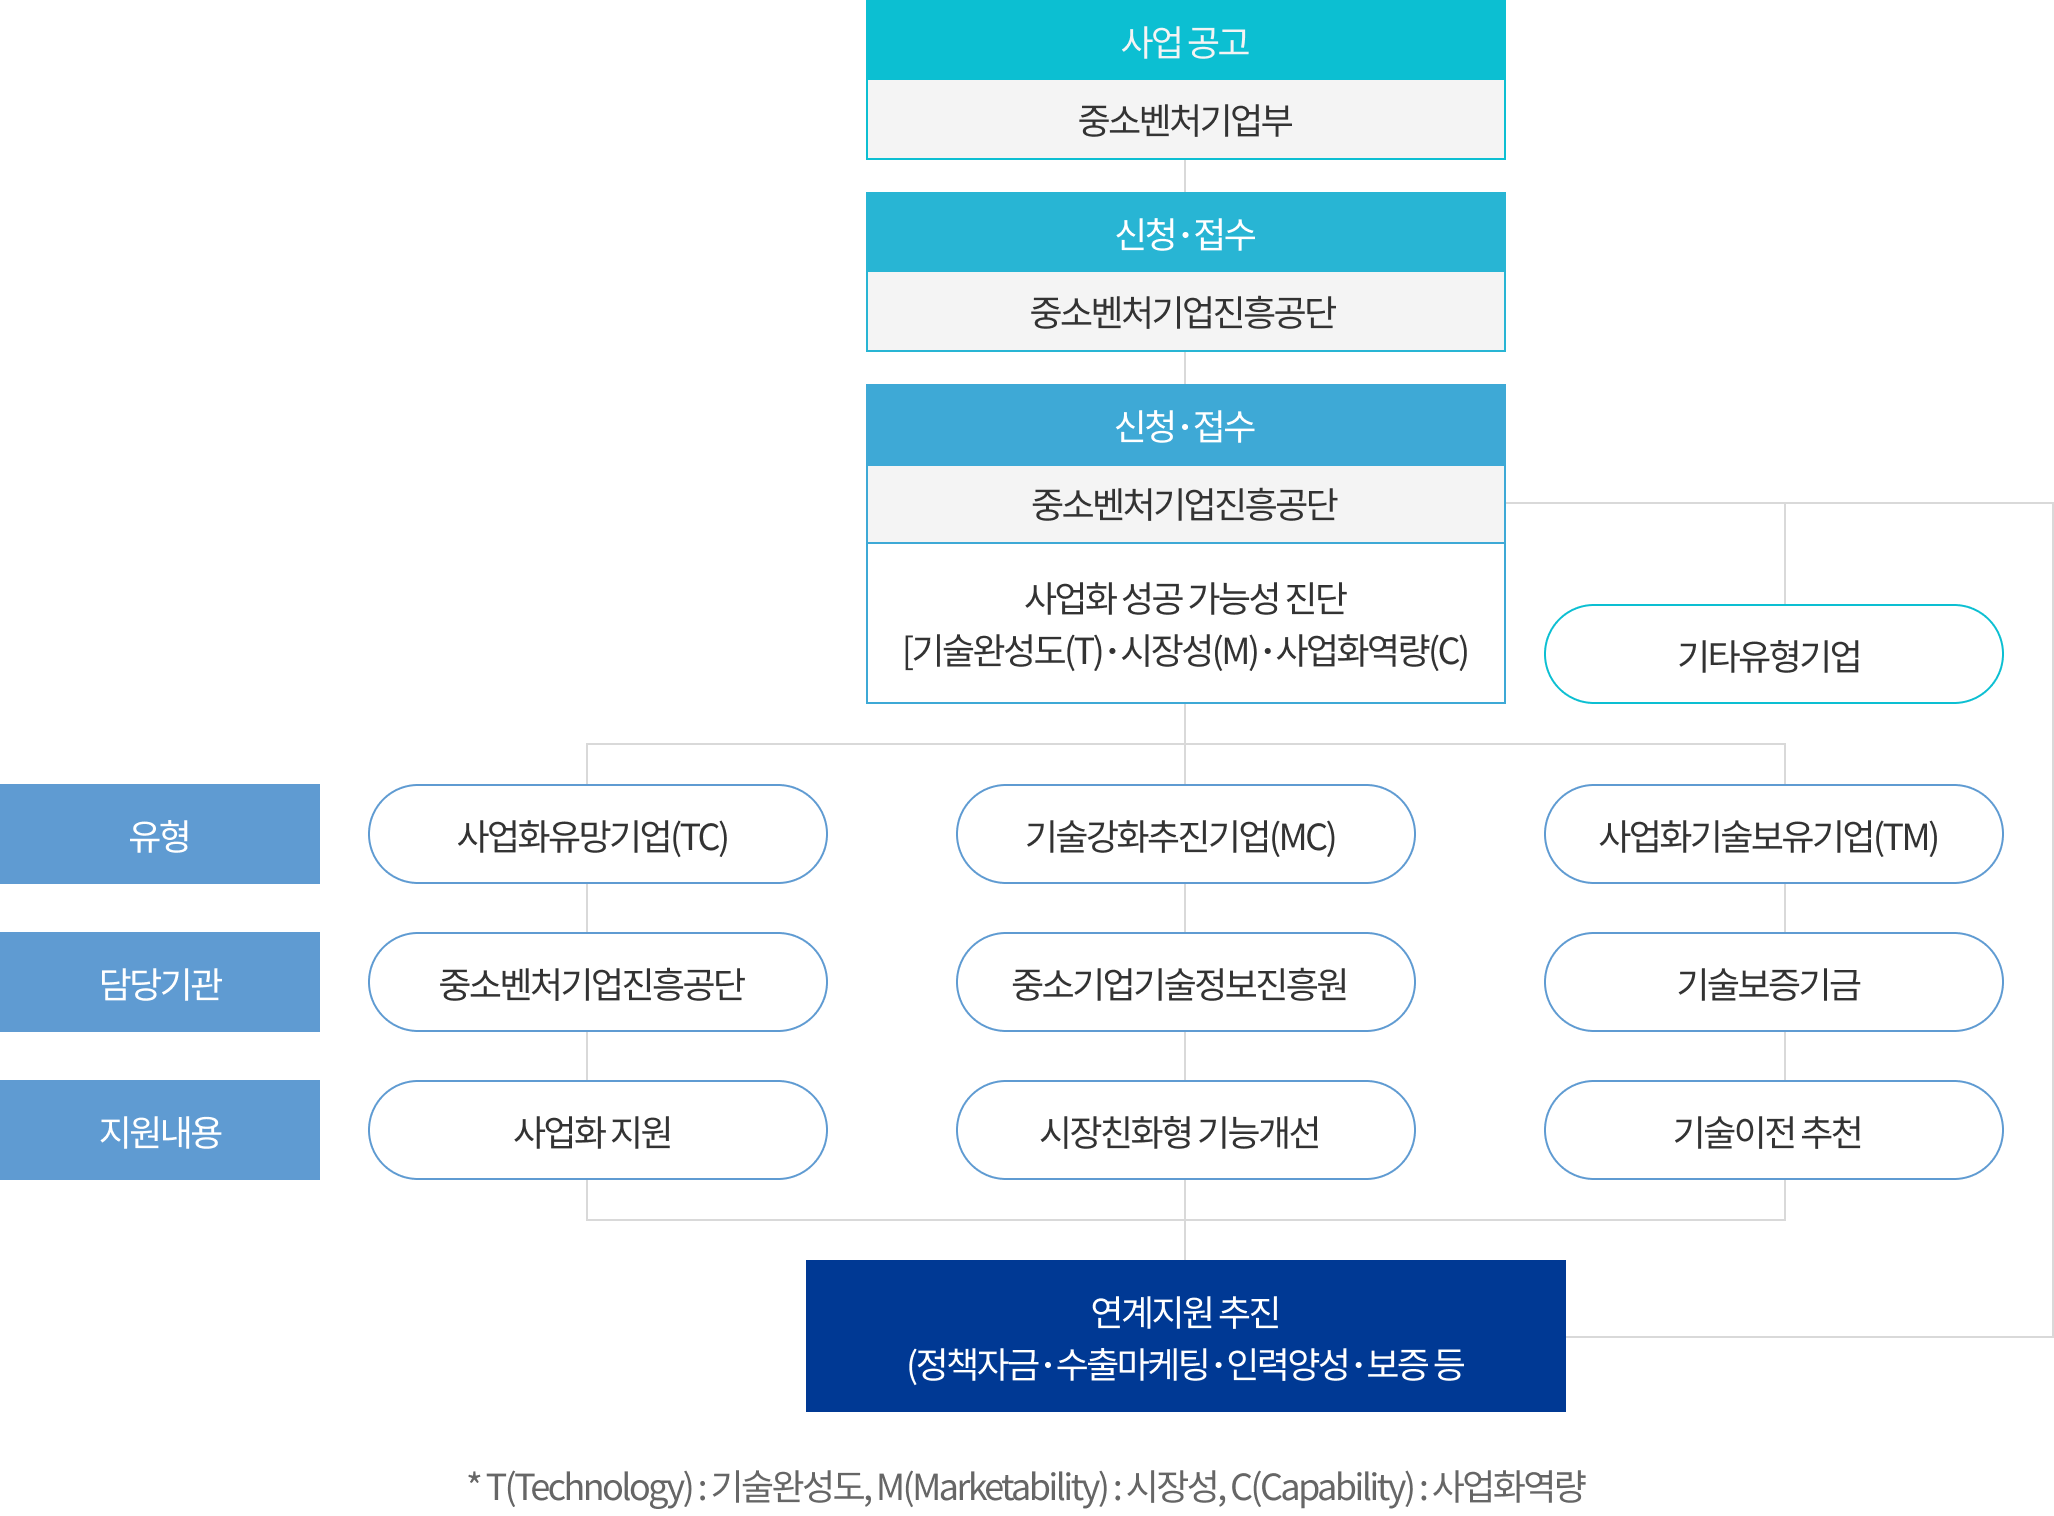 사업 공고
중소벤처기업부
신청·접수
중소벤처기업진흥공단
신청·접수
중소벤처기업진흥공단
사업화 성공 가능성 진단
[기술완성도(T)·시장성(M)·사업화역량(C)
기타유형기업
유형
사업화유망기업(TC)
기술강화추진기업(MC)
사업화기술보유기업(TM)
담당기관
중소벤처기업진흥공단
중소기업기술정보진흥원
기술보증기금
지원내용
사업화 지원
시장친화형 기능개선
기술이전 추천
연계지원 추진
(정책자금·수출마케팅·인력양성·보증 등
* T(Technology) : 기술완성도, M(Marketability) : 시장성, C(Capability) : 사업화역량